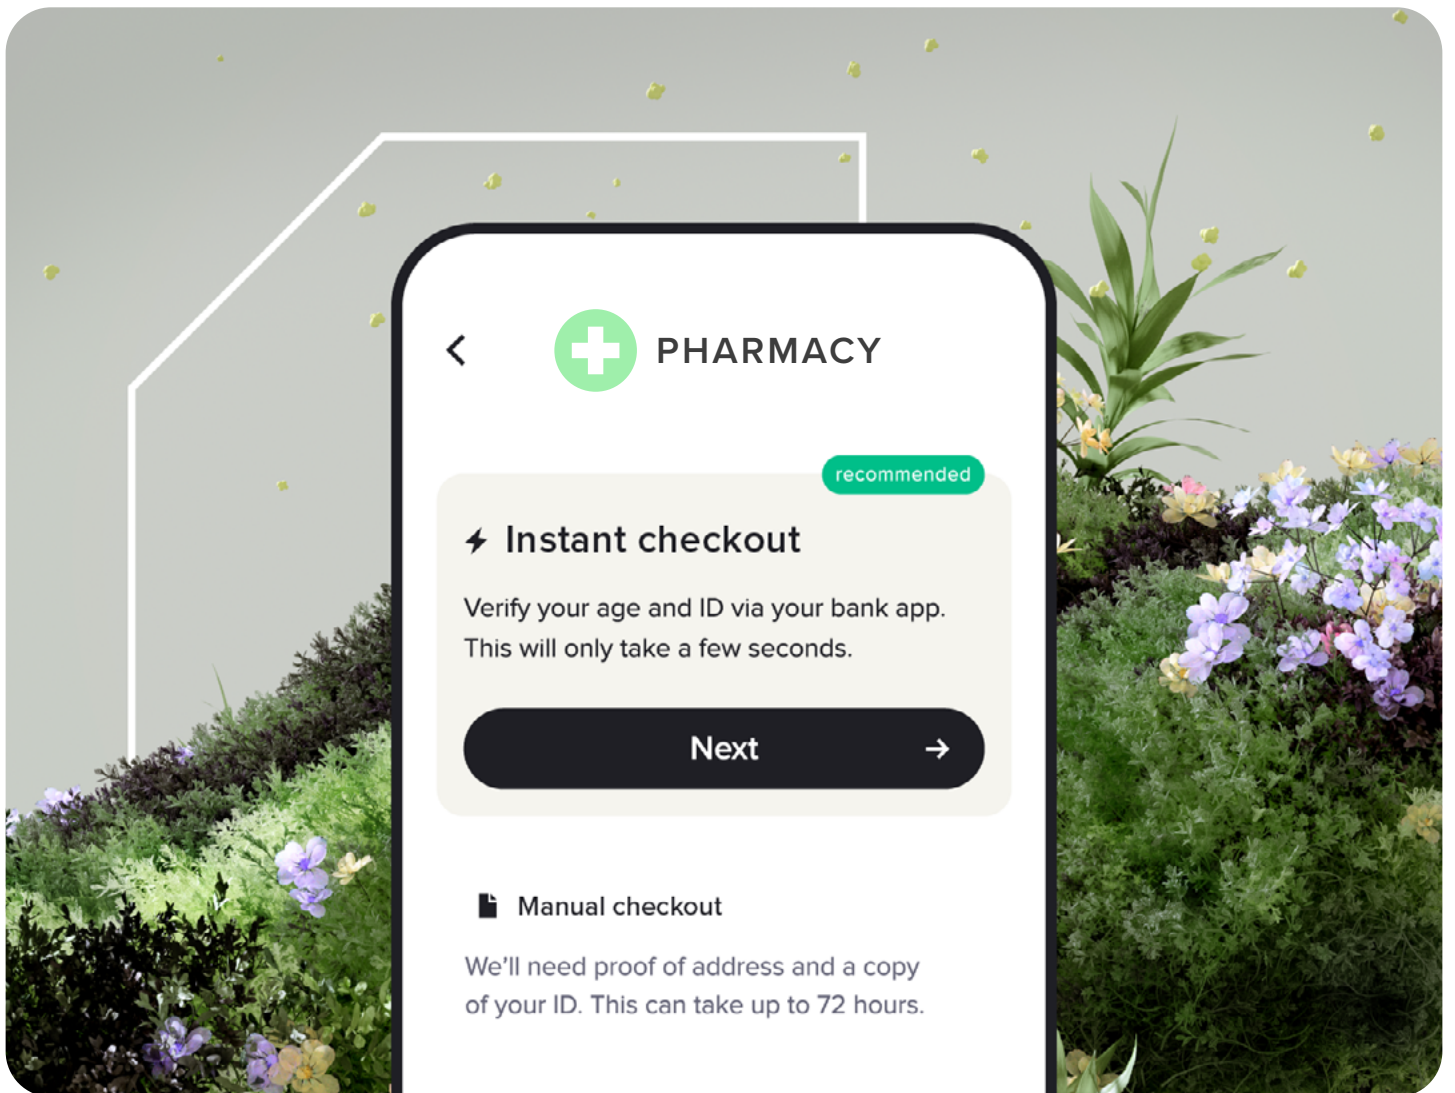 PHARMACY
recommended
Instant checkout
Verify your age and ID via your bank app.
This will only take a few seconds.
Next
Manual checkout
We'll need proof of address and a copy
of your ID. This can take up to 72 hours.